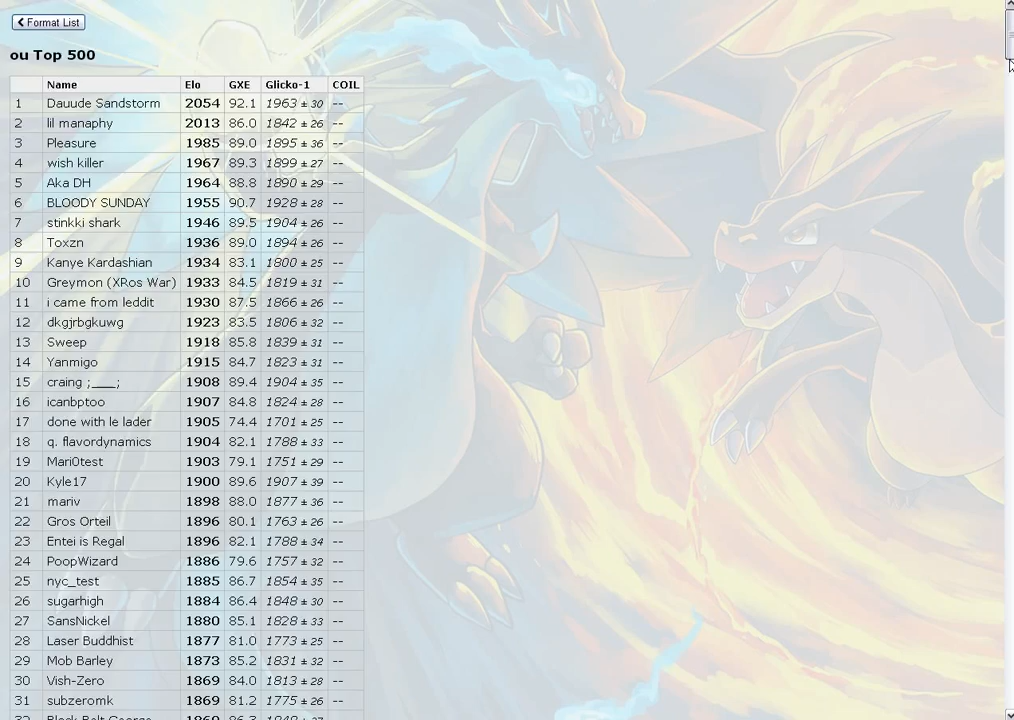 Format List
ou Top 500
Name Elo GXE Glicko-1 COIL
1 Dauude Sandstorm 2054 92.1 1963 ± 30 --
2 lil manaphy 2013 86.0 1842 ± 26 --
3 Pleasure 1985 89.0 1895 ± 36 --
4 wish killer 1967 89.3 1899 ± 27 --
5 Aka DH 1964 88.8 1890 ± 29 --
6 BLOODY SUNDAY 1955 90.7 1928 ± 28 --
7 stinkki shark 1946 89.5 1904 ± 26 --
8 Toxzn 1936 89.0 1894 ± 26 --
9 Kanye Kardashian 1934 83.1 1800 ± 25 --
10 Greymon (XRos War) 1933 84.5 1819 ± 31 --
11 i came from leddit 1930 87.5 1866 ± 26 --
12 dkgjrbgkuwg 1923 83.5 1806 ± 32 --
13 Sweep 1918 85.8 1839 ± 31 --
14 Yanmigo 1915 84.7 1823 ± 31 --
15 craing ;____; 1908 89.4 1904 ± 35 --
16 icanbptoo 1907 84.8 1824 ± 28 --
17 done with le lader 1905 74.4 1701 ± 25 --
18 q. flavordynamics 1904 82.1 1788 ± 33 --
19 Mari0test 1903 79.1 1751 ± 29 --
20 Kyle17 1900 89.6 1907 ± 39 --
21 mariv 1898 88.0 1877 ± 36 --
22 Gros Orteil 1896 80.1 1763 ± 26 --
23 Entei is Regal 1896 82.1 1788 ± 34 --
24 PoopWizard 1886 79.6 1757 ± 32 --
25 nyc_test 1885 86.7 1854 ± 35 --
26 sugarhigh 1884 86.4 1848 ± 30 --
27 SansNickel 1880 85.1 1828 ± 33 --
28 Laser Buddhist 1877 81.0 1773 ± 25 --
29 Mob Barley 1873 85.2 1831 ± 32 --
30 Vish-Zero 1869 84.0 1813 ± 28 --
31 subzeromk 1869 81.2 1775 ± 26 --